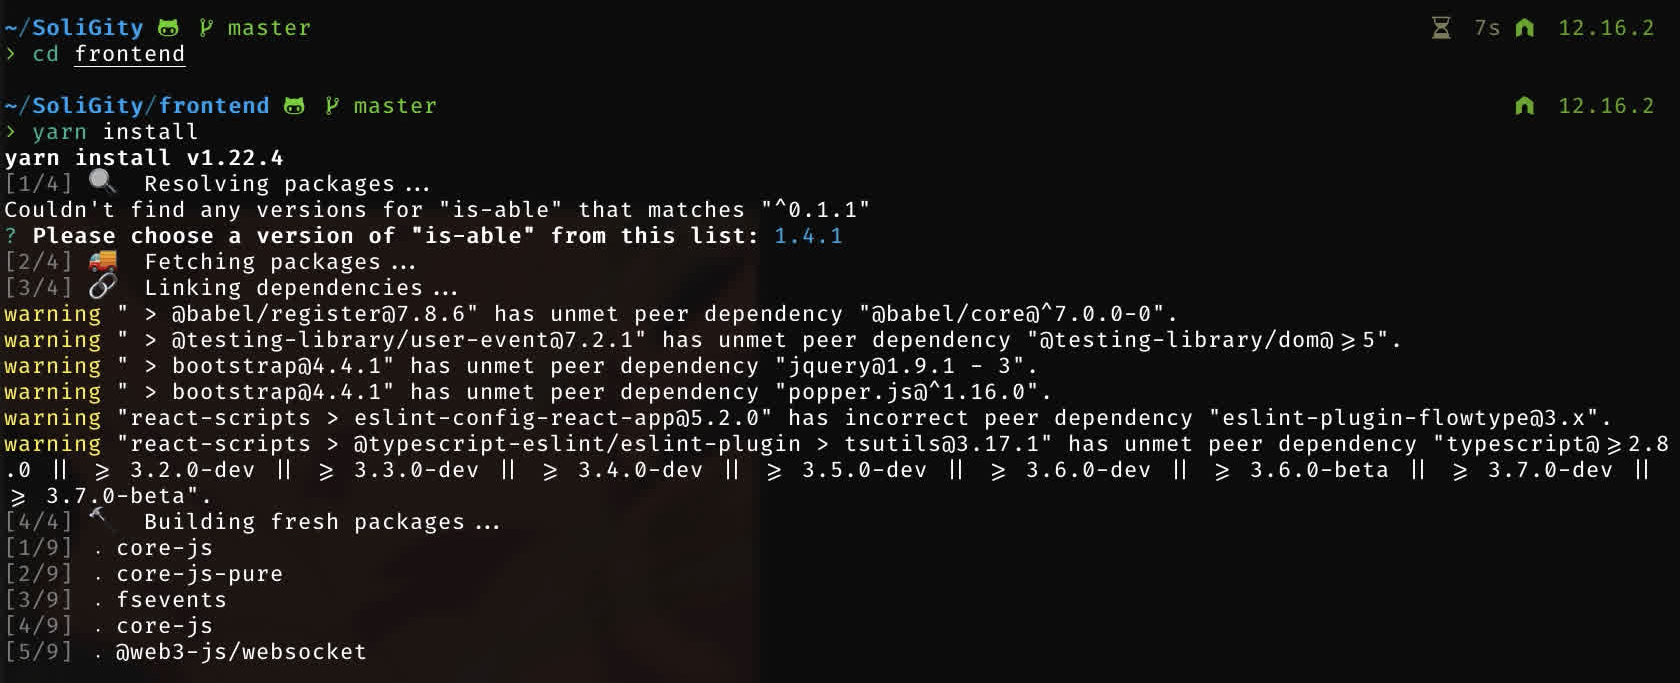 ~/SoliGity master 7s 12.16.2
> cd frontend
~/SoliGity/frontend master 12.16.2
> yarn install
yarn install v1.22.4
[1/4] 🔍 Resolving packages...
Couldn't find any versions for "is-able" that matches "^0.1.1"
? Please choose a version of "is-able" from this list: 1.4.1
[2/4] 🚚 Fetching packages...
[3/4] 🔗 Linking dependencies...
warning " > @babel/register@7.8.6" has unmet peer dependency "@babel/core@^7.0.0-0".
warning " > @testing-library/user-event@7.2.1" has unmet peer dependency "@testing-library/dom@>=5".
warning " > bootstrap@4.4.1" has unmet peer dependency "jquery@1.9.1 - 3".
warning " > bootstrap@4.4.1" has unmet peer dependency "popper.js@^1.16.0".
warning "react-scripts > eslint-config-react-app@5.2.0" has incorrect peer dependency "eslint-plugin-flowtype@3.x".
warning "react-scripts > @typescript-eslint/eslint-plugin > tsutils@3.17.1" has unmet peer dependency "typescript@>=2.8
.0 || >= 3.2.0-dev || >= 3.3.0-dev || >= 3.4.0-dev || >= 3.5.0-dev || >= 3.6.0-dev || >= 3.6.0-beta || >= 3.7.0-dev ||
>= 3.7.0-beta".
[4/4] 🔨 Building fresh packages...
[1/9] . core-js
[2/9] . core-js-pure
[3/9] . fsevents
[4/9] . core-js
[5/9] . @web3-js/websocket